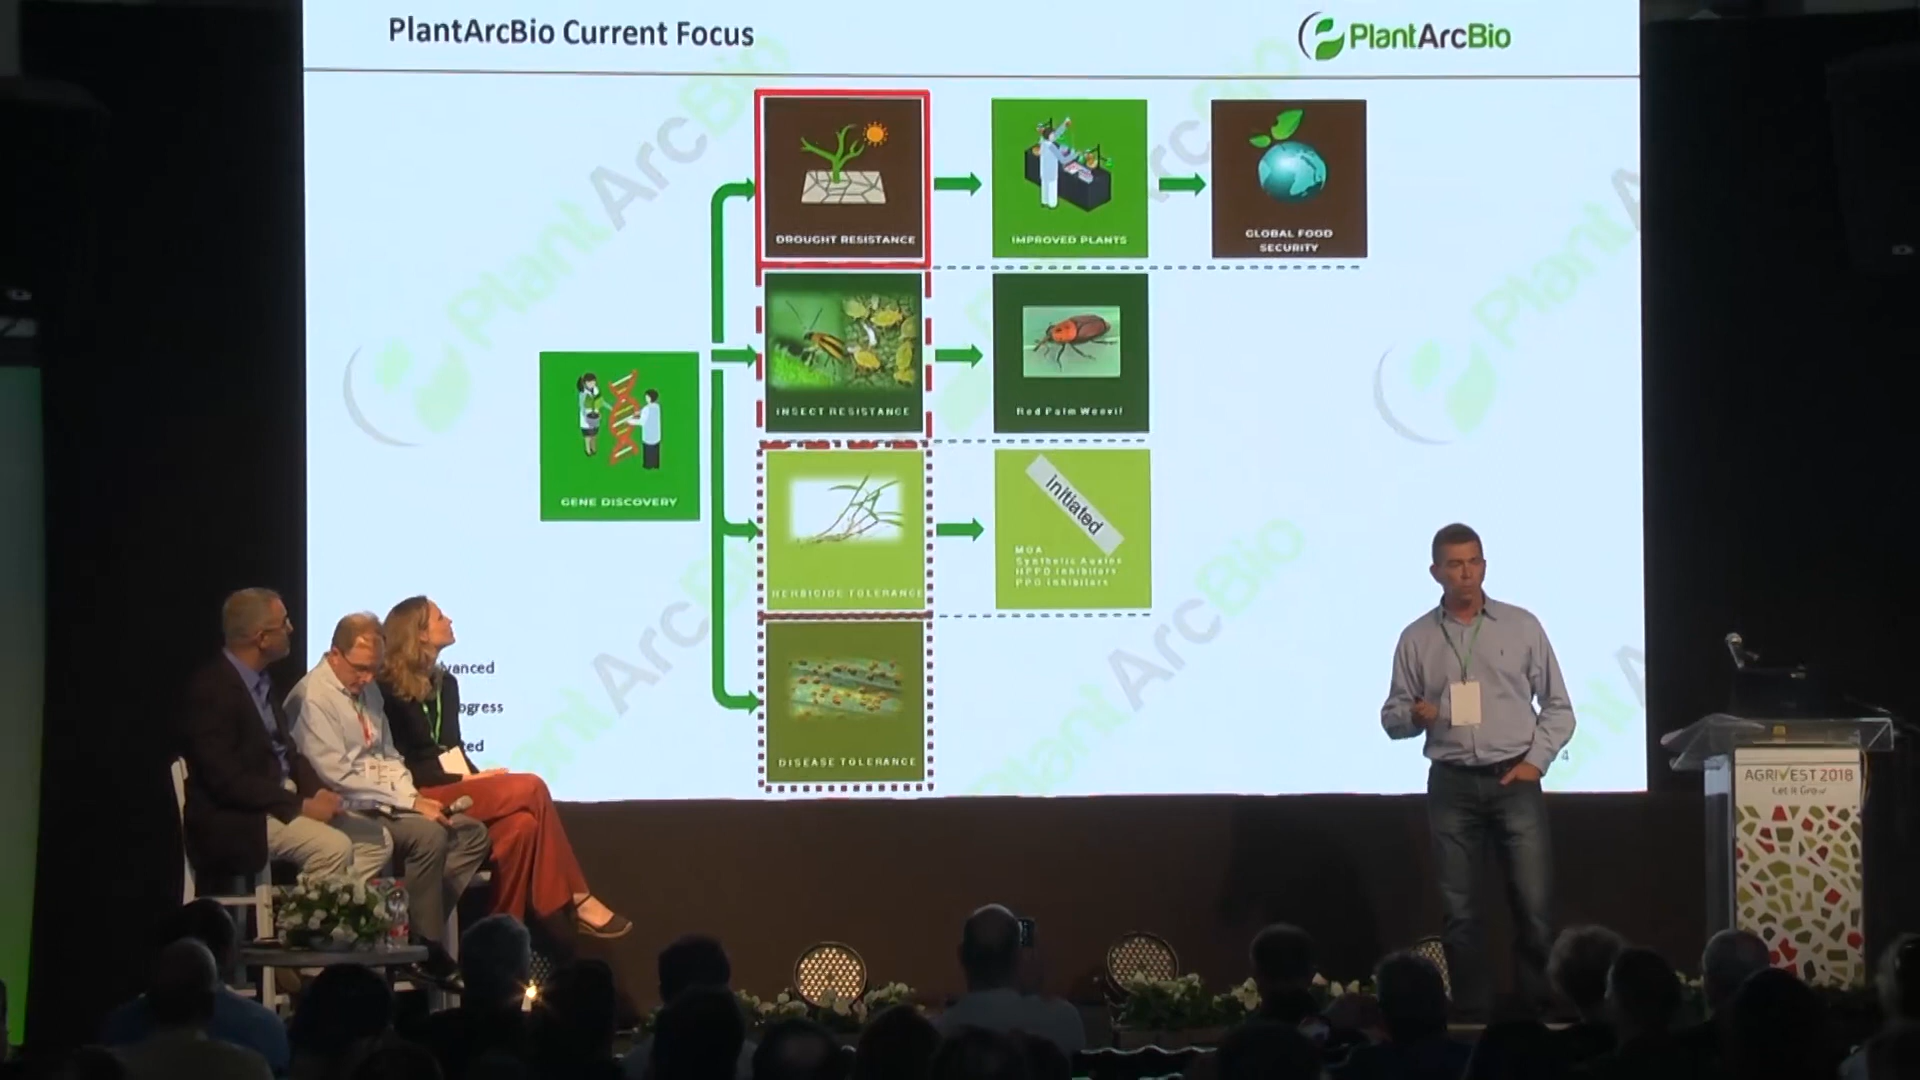 PlantArcBio Current Focus
PlantArcBio
DROUGHT RESISTANCE
IMPROVED PLANTS
GLOBAL FOOD
SECURITY
INSECT RESISTANCE
Red Palm Weevil
GENE DISCOVERY
Initiated
MOA
Synthetic Auxins
HPPD Inhibitors
PPO Inhibitors
HERBICIDE TOLERANCE
DISEASE TOLERANCE
vanced
ogress
ted
4
AGRIVEST 2018
Let it Grow